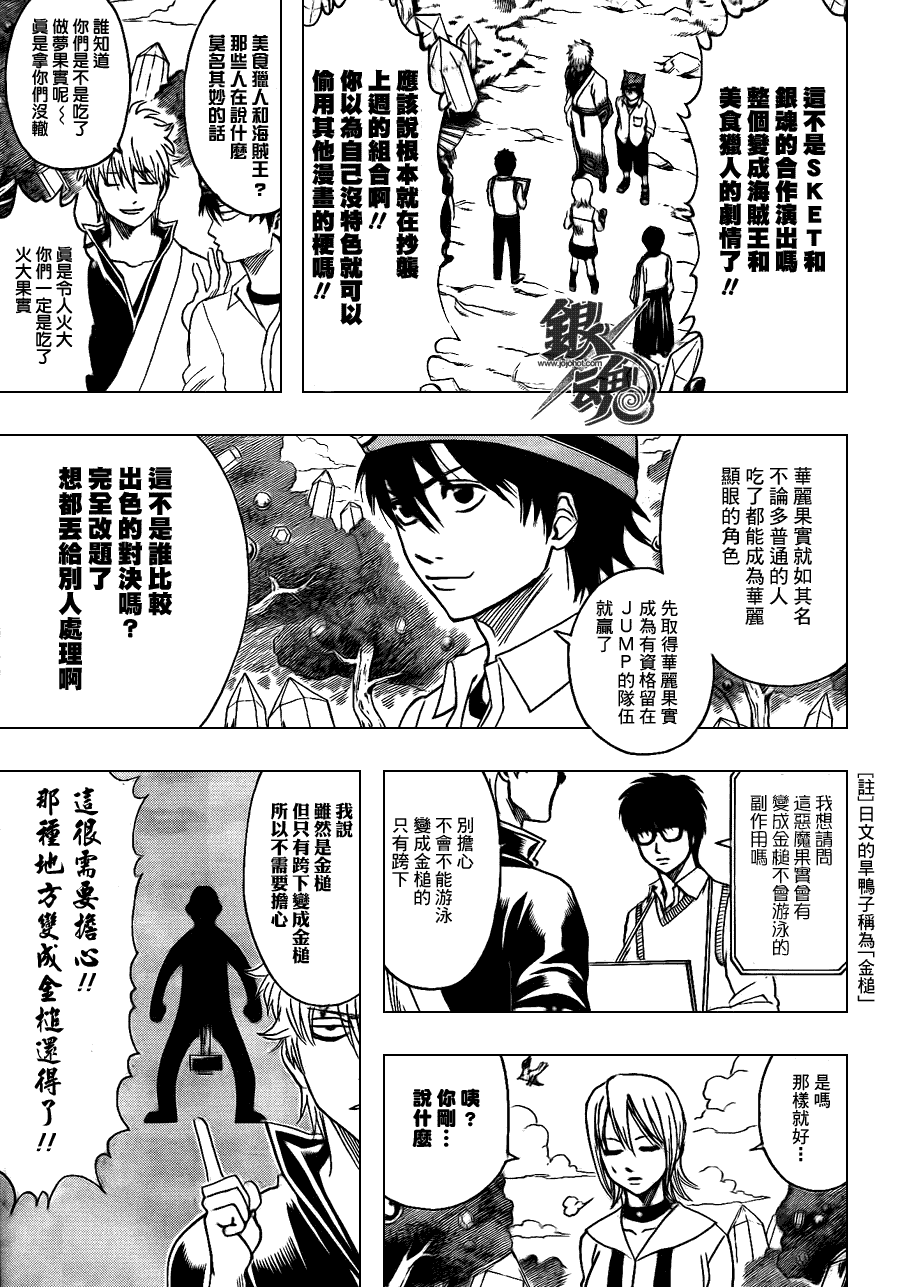 這不是SKET和
銀魂的合作演出嗎
整個變成海賊王和
美食獵人的劇情了!!
應該說根本就在抄襲
上週的組合啊!!
你以為自己沒特色就可以
偷用其他漫畫的梗嗎!!
銀魂
www.jojohot.com
美食獵人和海賊王?
那些人在說什麼
莫名其妙的話
誰知道
你們是不是吃了
做夢果實呢~
真是拿你們沒轍
真是令人火大
你們一定是吃了
火大果實
華麗果實就如其名
不論多普通的人
吃了都能成為華麗
顯眼的角色
先取得華麗果實
成為有資格留在
JUMP的隊伍
就贏了
這不是誰比較
出色的對決嗎?
完全改題了
想都丟給別人處理啊
[註]日文的旱鴨子稱為「金槌」
我想請問
這惡魔果實會有
變成金槌不會游泳的
副作用嗎
別擔心
不會不能游泳
變成金槌的
只有跨下
是嗎
那樣就好…
咦?
你剛…
說什麼
我說
雖然是金槌
但只有跨下變成金槌
所以不需要擔心
這很需要擔心!!
那種地方變成金槌還得了!!